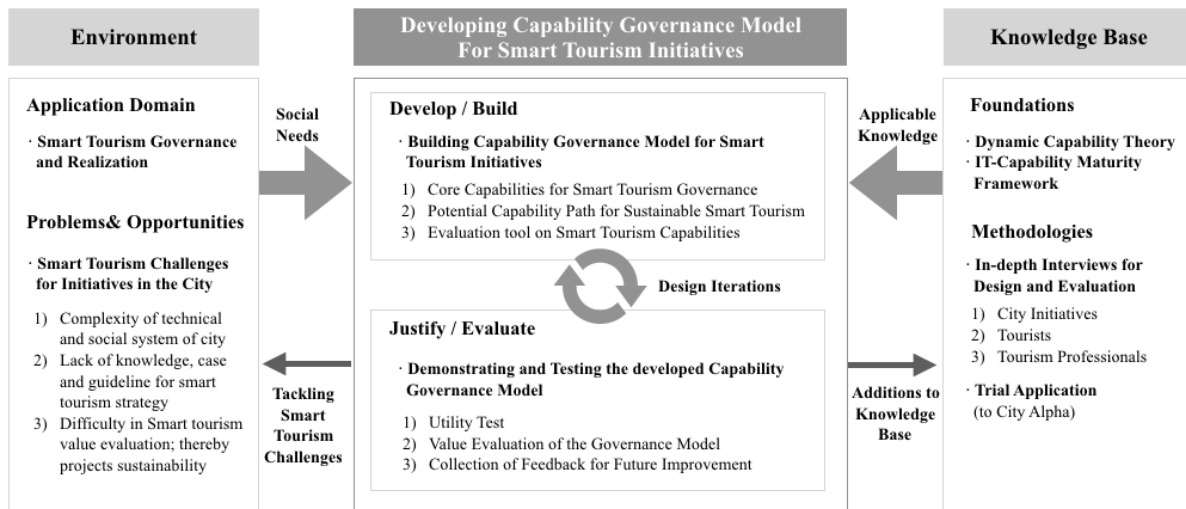 Environment
Application Domain
· Smart Tourism Governance
and Realization
Problems& Opportunities
· Smart Tourism Challenges
for Initiatives in the City
1) Complexity of technical
and social system of city
2) Lack of knowledge, case
and guideline for smart
tourism strategy
3) Difficulty in Smart tourism
value evaluation; thereby
projects sustainability
Social
Needs
Tackling
Smart
Tourism
Challenges
Developing Capability Governance Model
For Smart Tourism Initiatives
Develop / Build
· Building Capability Governance Model for Smart
Tourism Initiatives
1) Core Capabilities for Smart Tourism Governance
2) Potential Capability Path for Sustainable Smart Tourism
3) Evaluation tool on Smart Tourism Capabilities
Design Iterations
Justify / Evaluate
· Demonstrating and Testing the developed Capability
Governance Model
1) Utility Test
2) Value Evaluation of the Governance Model
3) Collection of Feedback for Future Improvement
Applicable
Knowledge
Additions to
Knowledge
Base
Knowledge Base
Foundations
· Dynamic Capability Theory
· IT-Capability Maturity
Framework
Methodologies
· In-depth Interviews for
Design and Evaluation
1) City Initiatives
2) Tourists
3) Tourism Professionals
· Trial Application
(to City Alpha)